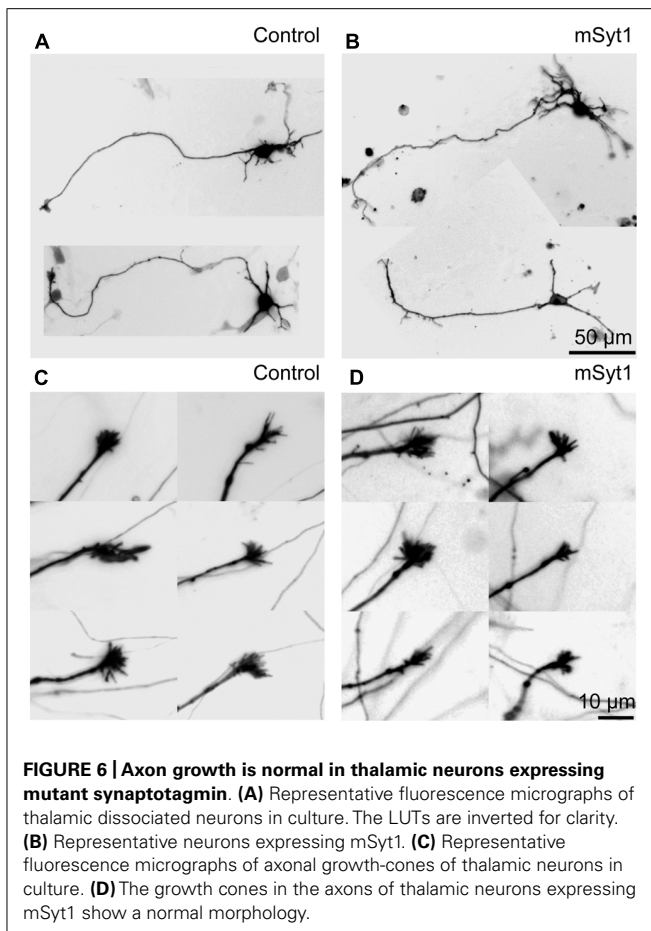 A Control B mSyt1
50 µm
C Control D mSyt1
10 µm
FIGURE 6 | Axon growth is normal in thalamic neurons expressing
mutant synaptotagmin. (A) Representative fluorescence micrographs of
thalamic dissociated neurons in culture. The LUTs are inverted for clarity.
(B) Representative neurons expressing mSyt1. (C) Representative
fluorescence micrographs of axonal growth-cones of thalamic neurons in
culture. (D) The growth cones in the axons of thalamic neurons expressing
mSyt1 show a normal morphology.